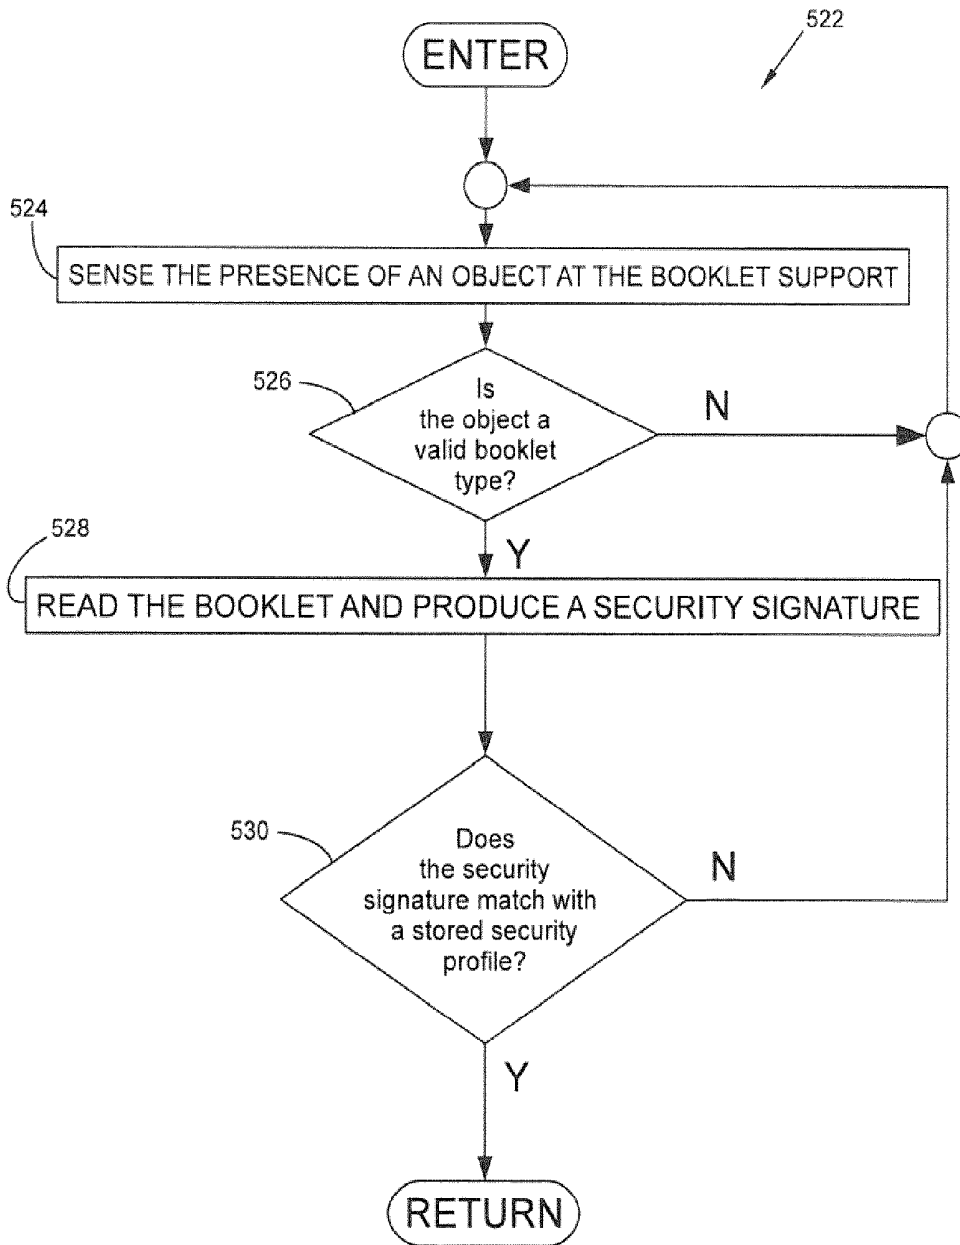 522
ENTER
524
SENSE THE PRESENCE OF AN OBJECT AT THE BOOKLET SUPPORT
526
Is
the object a
valid booklet
type?
N
Y
528
READ THE BOOKLET AND PRODUCE A SECURITY SIGNATURE
530
Does
the security
signature match with
a stored security
profile?
N
Y
RETURN